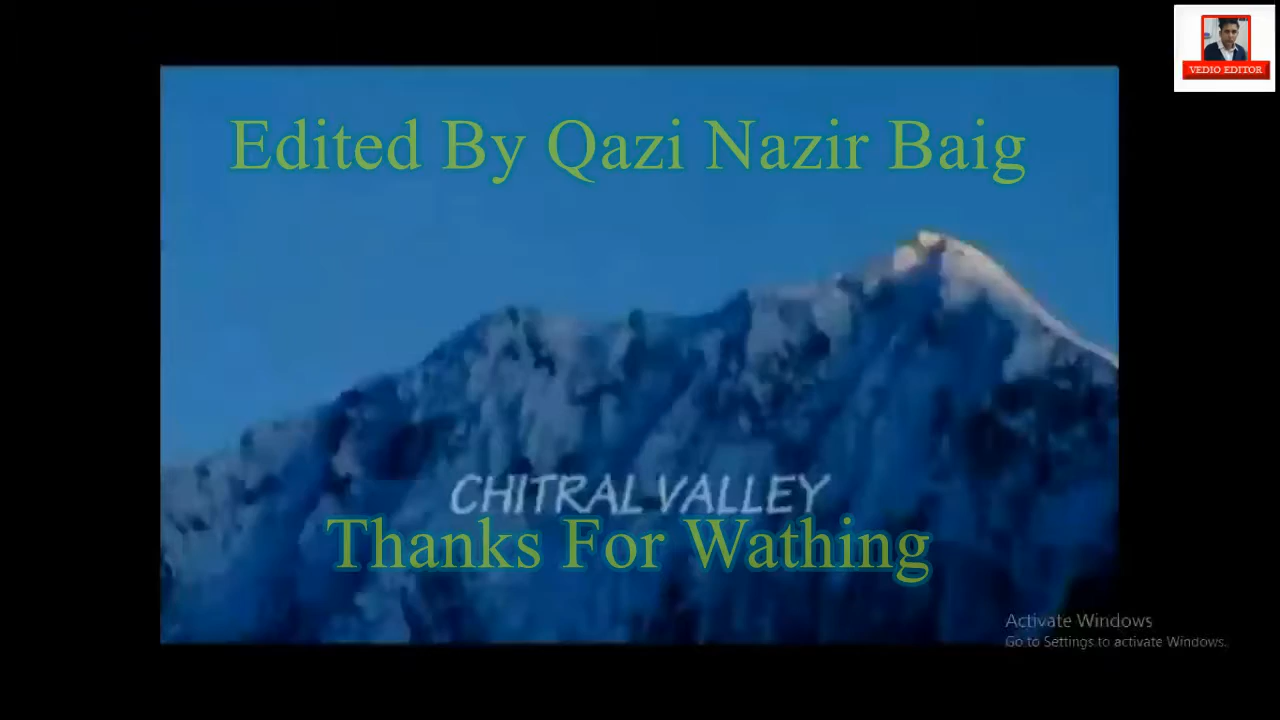 VEDIO EDITOR
Edited By Qazi Nazir Baig
CHITRAL VALLEY
Thanks For Wathing
Activate Windows
Go to Settings to activate Windows.